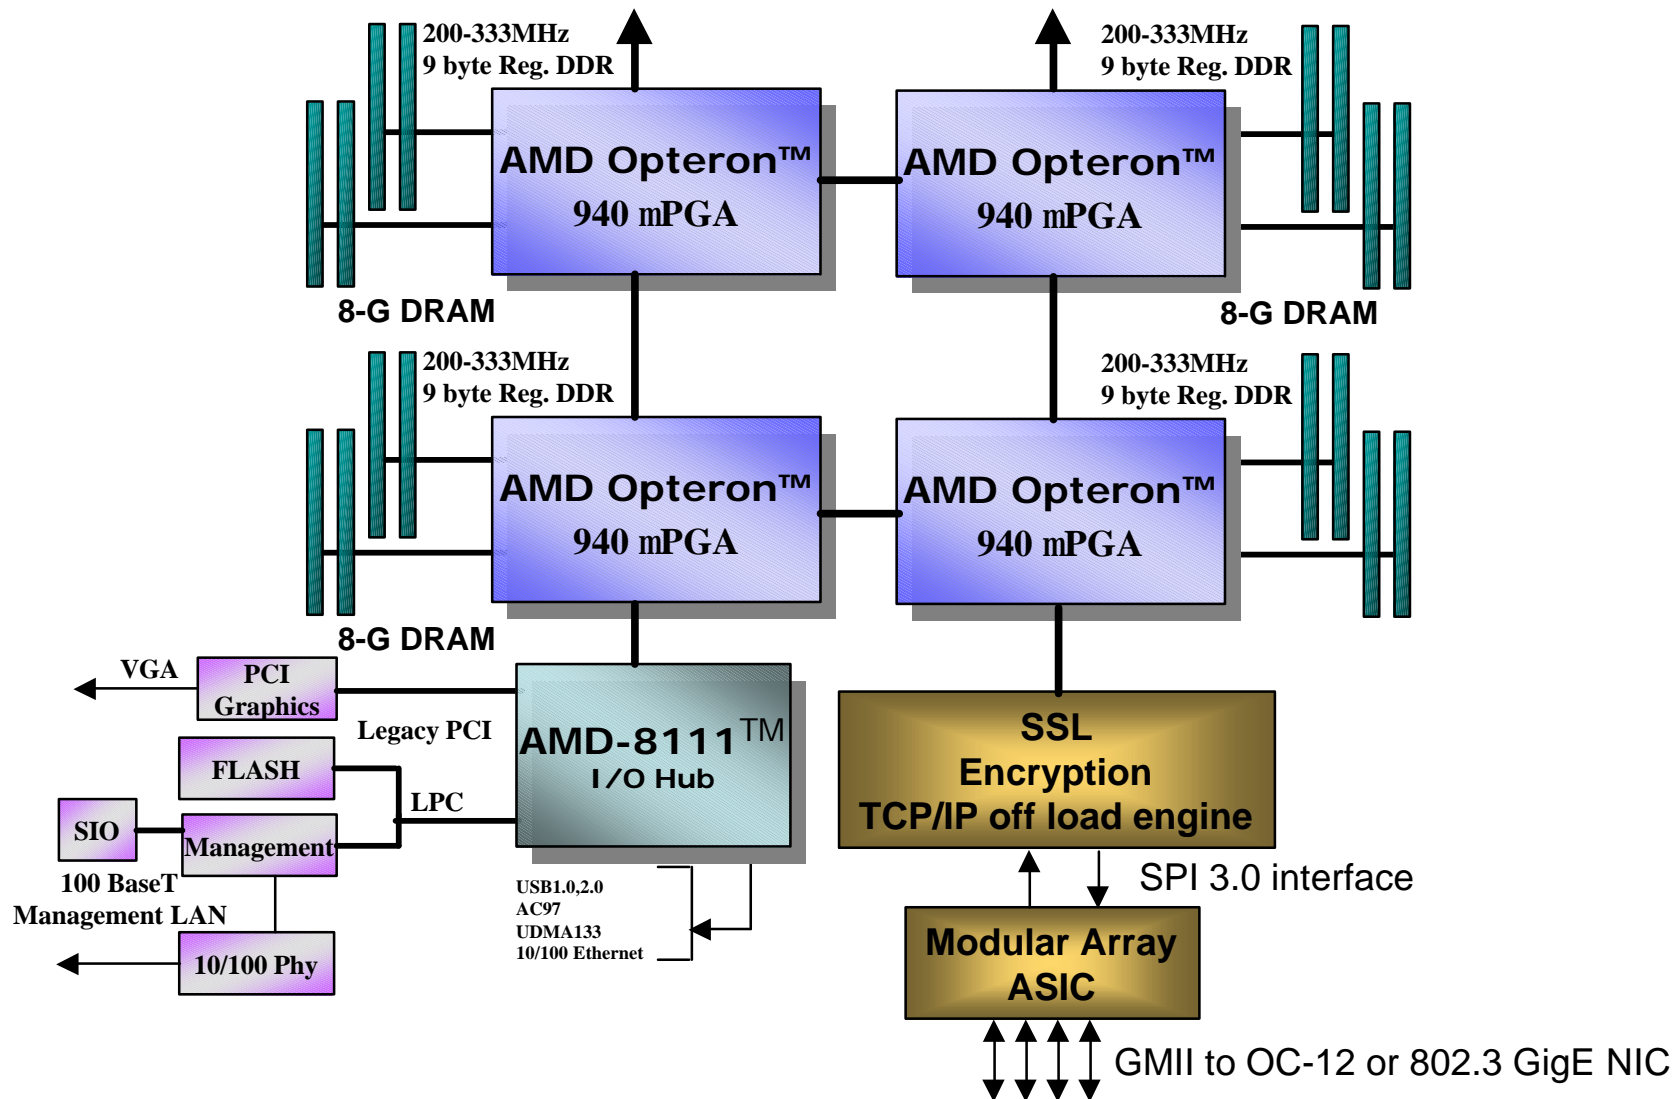 200-333MHz
9 byte Reg. DDR
200-333MHz
9 byte Reg. DDR
AMD Opteron™
940 mPGA
AMD Opteron™
940 mPGA
8-G DRAM
8-G DRAM
200-333MHz
9 byte Reg. DDR
200-333MHz
9 byte Reg. DDR
AMD Opteron™
940 mPGA
AMD Opteron™
940 mPGA
8-G DRAM
VGA
PCI
Graphics
Legacy PCI
AMD-8111™
I/O Hub
FLASH
LPC
SIO
Management
100 BaseT
Management LAN
10/100 Phy
USB1.0,2.0
AC97
UDMA133
10/100 Ethernet
SSL
Encryption
TCP/IP off load engine
SPI 3.0 interface
Modular Array
ASIC
GMII to OC-12 or 802.3 GigE NIC